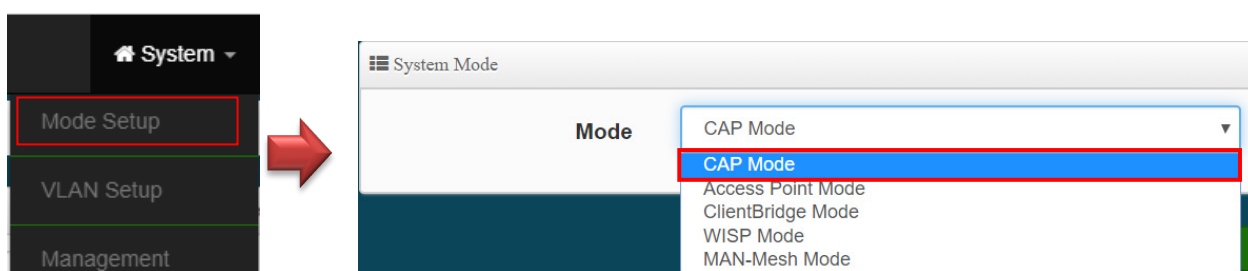 System
Mode Setup
VLAN Setup
Management
System Mode
Mode
CAP Mode
CAP Mode
Access Point Mode
ClientBridge Mode
WISP Mode
MAN-Mesh Mode